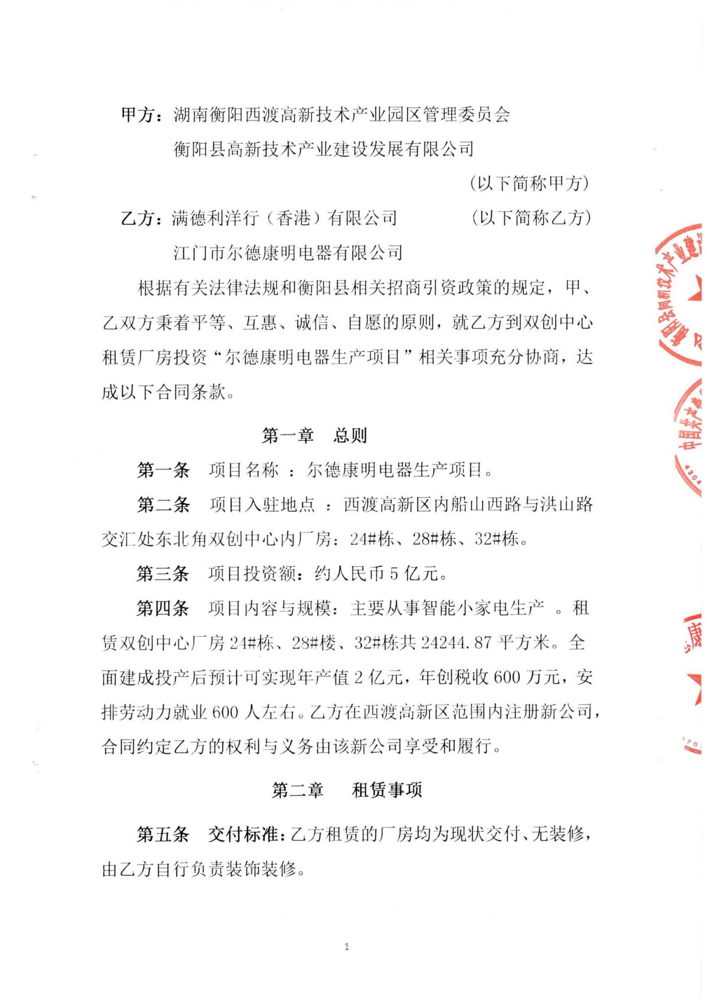 甲方：湖南衡阳西渡高新技术产业园区管理委员会
衡阳县高新技术产业建设发展有限公司
(以下简称甲方)
乙方：满德利洋行（香港）有限公司 (以下简称乙方)
江门市尔德康明电器有限公司
根据有关法律法规和衡阳县相关招商引资政策的规定，甲、
乙双方秉着平等、互惠、诚信、自愿的原则，就乙方到双创中心
租赁厂房投资“尔德康明电器生产项目”相关事项充分协商，达
成以下合同条款。
第一章 总则
第一条 项目名称 ：尔德康明电器生产项目。
第二条 项目入驻地点 ：西渡高新区内船山西路与洪山路
交汇处东北角双创中心内厂房：24#栋、28#栋、32#栋。
第三条 项目投资额：约人民币 5 亿元。
第四条 项目内容与规模：主要从事智能小家电生产 。租
赁双创中心厂房 24#栋、28#楼、32#栋共 24244.87 平方米。全
面建成投产后预计可实现年产值 2 亿元，年创税收 600 万元，安
排劳动力就业 600 人左右。乙方在西渡高新区范围内注册新公司，
合同约定乙方的权利与义务由该新公司享受和履行。
第二章 租赁事项
第五条 交付标准：乙方租赁的厂房均为现状交付、无装修，
由乙方自行负责装饰装修。
1
衡阳县高新技术产业建
中国共产
4304
康